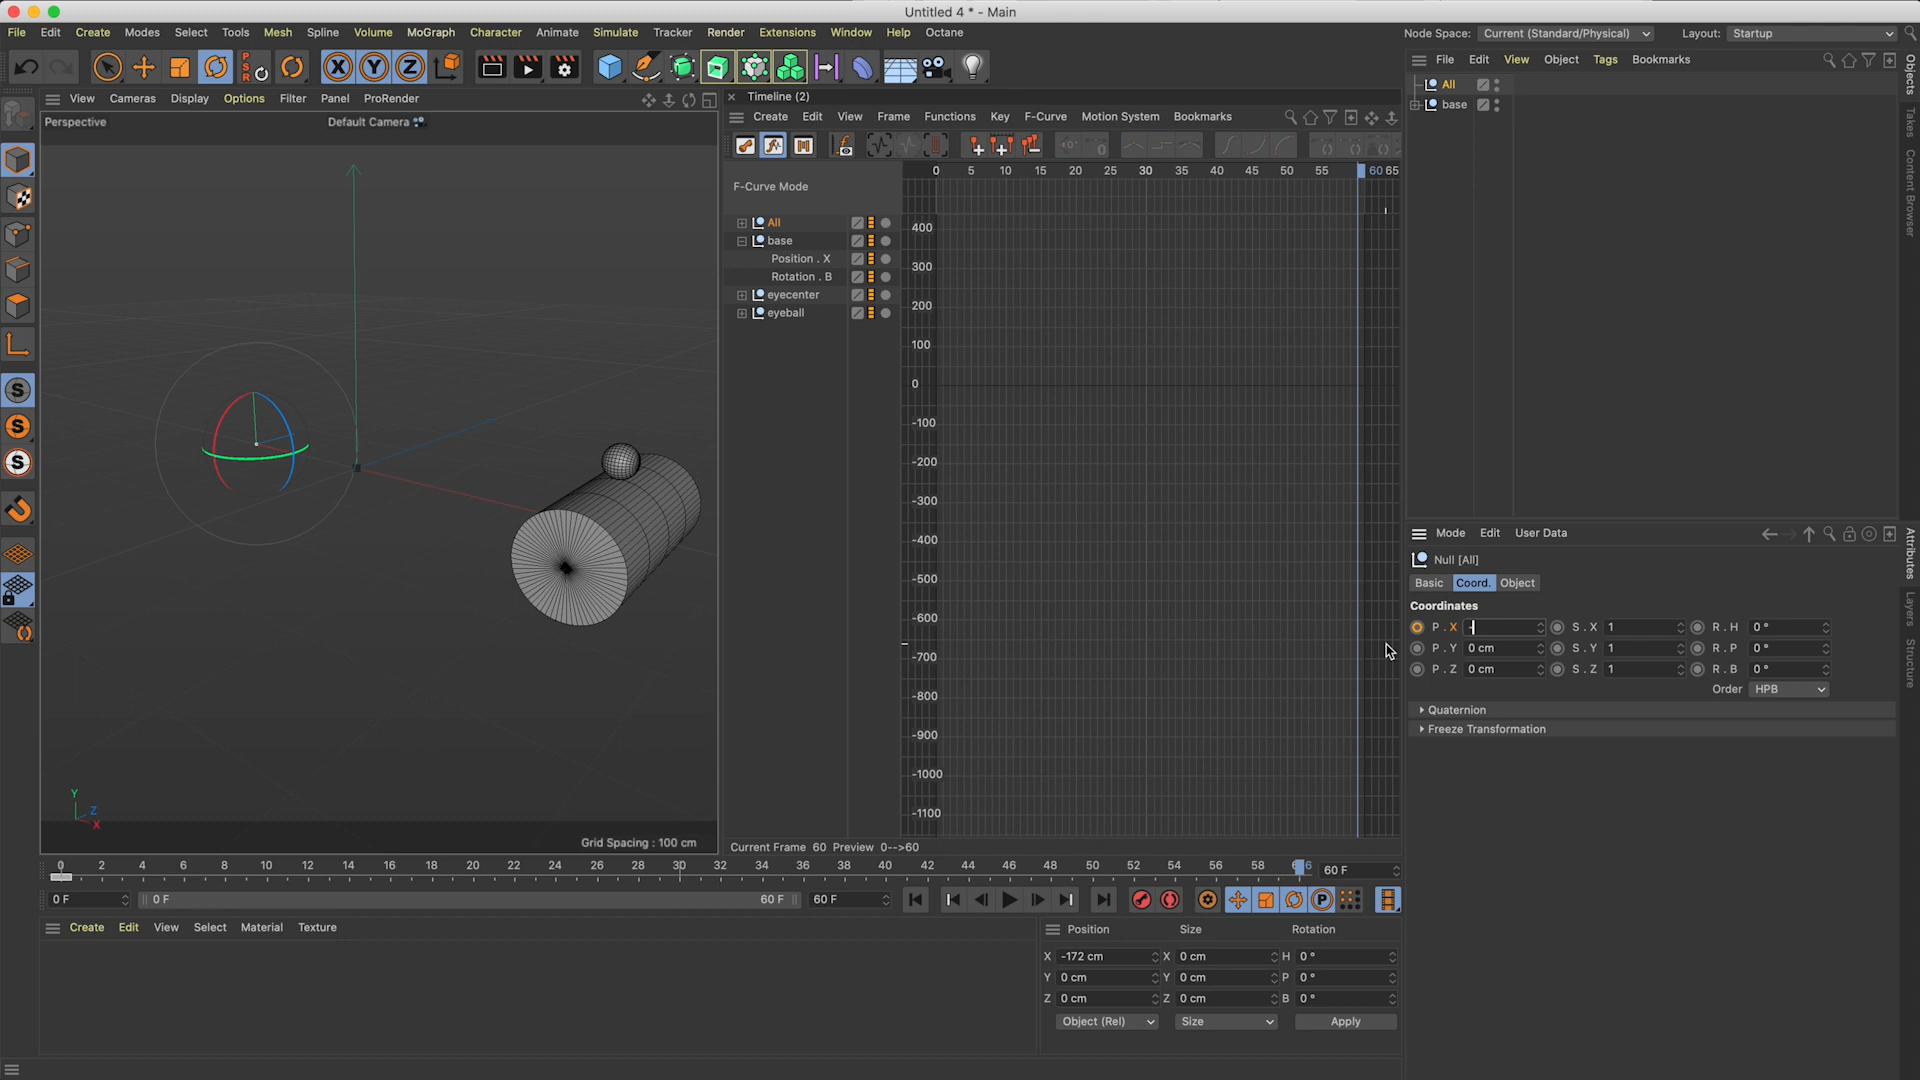 Untitled 4 * - Main
File Edit Create Modes Select Tools Mesh Spline Volume MoGraph Character Animate Simulate Tracker Render Extensions Window Help Octane
Node Space: Current (Standard/Physical) Layout: Startup
P S R X Y Z
File Edit View Object Tags Bookmarks
View Cameras Display Options Filter Panel ProRender
Timeline (2)
Create Edit View Frame Functions Key F-Curve Motion System Bookmarks
Perspective
Default Camera
All
base
F-Curve Mode
All
base
Position . X
Rotation . B
eyecenter
eyeball
0 5 10 15 20 25 30 35 40 45 50 55 60 65
400
300
200
100
0
-100
-200
-300
-400
-500
-600
-700
-800
-900
-1000
-1100
Y
Z
X
Grid Spacing : 100 cm
Current Frame 60 Preview 0-->60
S
S
S
Objects
Takes
Content Browser
Attributes
Layers
Structure
Mode Edit User Data
Null [All]
Basic Coord. Object
Coordinates
P . X - S . X 1 R . H 0 °
P . Y 0 cm S . Y 1 R . P 0 °
P . Z 0 cm S . Z 1 R . B 0 °
Order HPB
Quaternion
Freeze Transformation
0 2 4 6 8 10 12 14 16 18 20 22 24 26 28 30 32 34 36 38 40 42 44 46 48 50 52 54 56 58 6 60 F
0 F 0 F 60 F 60 F P
Create Edit View Select Material Texture
Position Size Rotation
X -172 cm X 0 cm H 0 °
Y 0 cm Y 0 cm P 0 °
Z 0 cm Z 0 cm B 0 °
Object (Rel) Size Apply